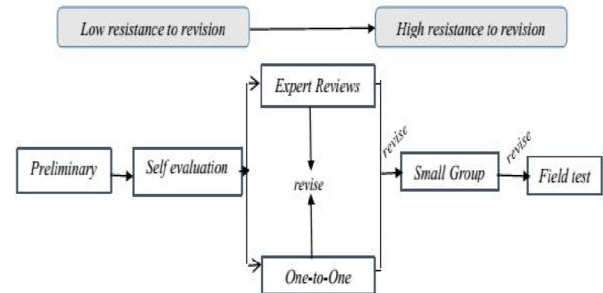 Low resistance to revision
High resistance to revision
Expert Reviews
Preliminary
Self evaluation
revise
revise
Small Group
revise
Field test
One-to-One